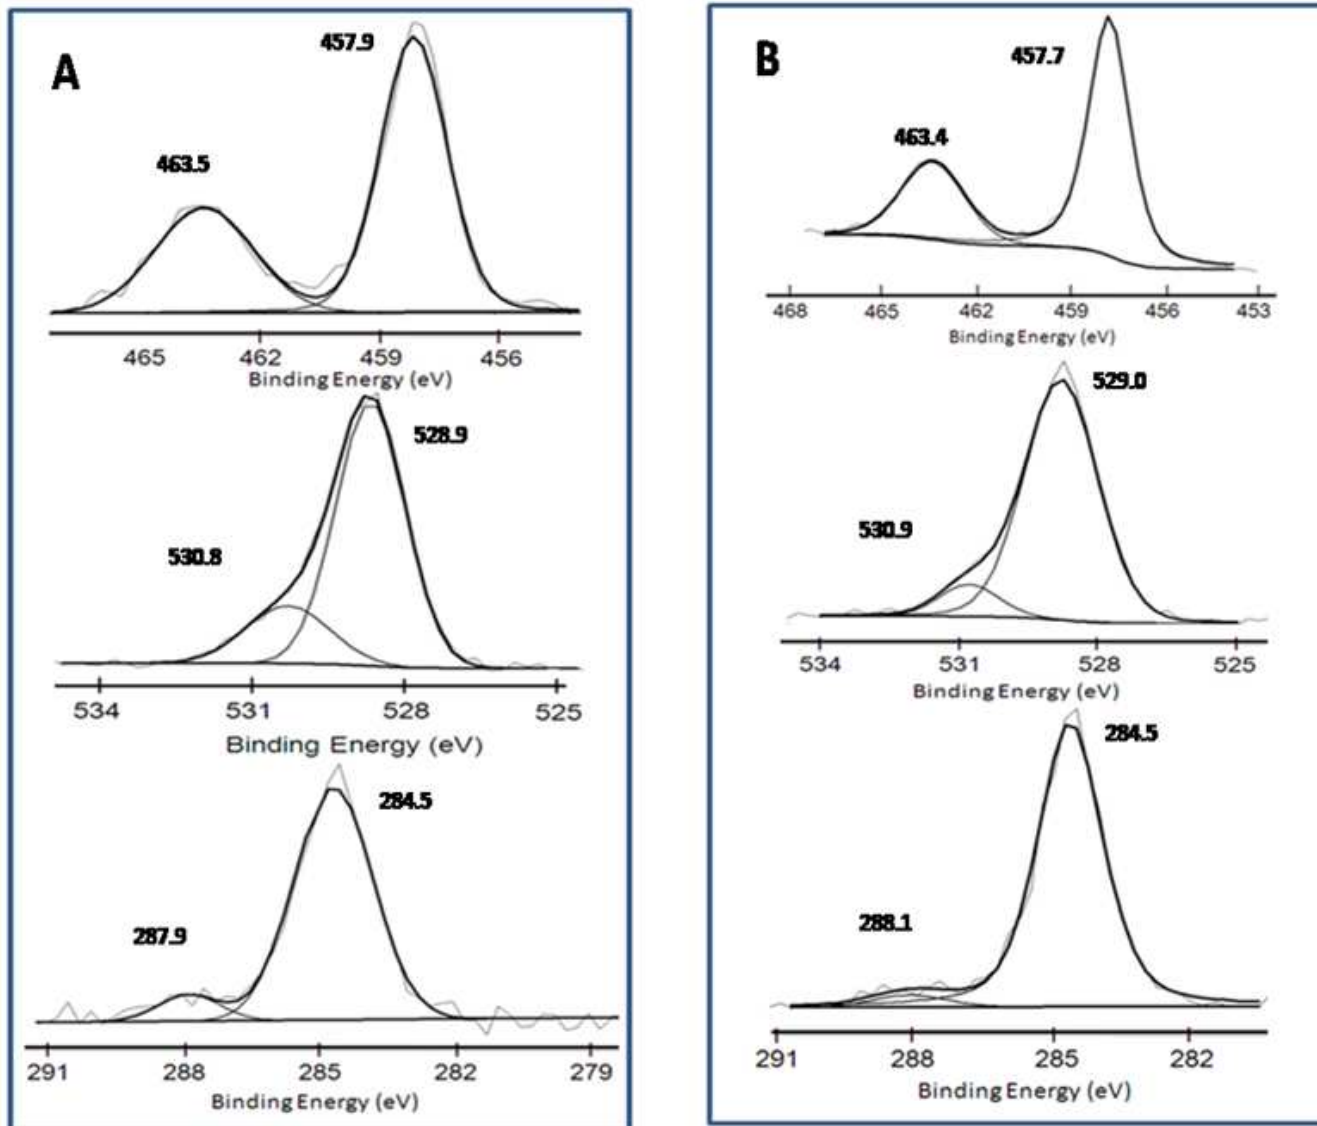 A
457.9
463.5
465 462 459 456
Binding Energy (eV)
528.9
530.8
534 531 528 525
Binding Energy (eV)
284.5
287.9
291 288 285 282 279
Binding Energy (eV)
B
457.7
463.4
468 465 462 459 456 453
Binding Energy (eV)
529.0
530.9
534 531 528 525
Binding Energy (eV)
284.5
288.1
291 288 285 282
Binding Energy (eV)